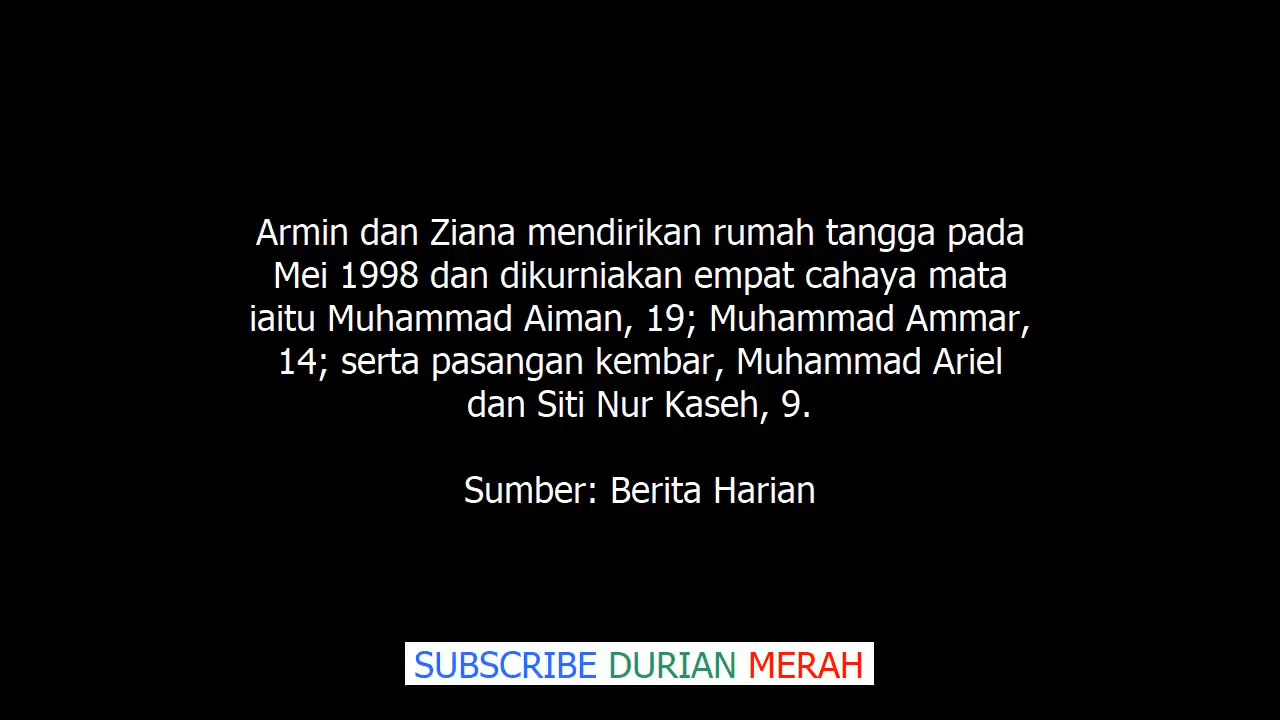 Armin dan Ziana mendirikan rumah tangga pada
Mei 1998 dan dikurniakan empat cahaya mata
iaitu Muhammad Aiman, 19; Muhammad Ammar,
14; serta pasangan kembar, Muhammad Ariel
dan Siti Nur Kaseh, 9.
Sumber: Berita Harian
SUBSCRIBE DURIAN MERAH